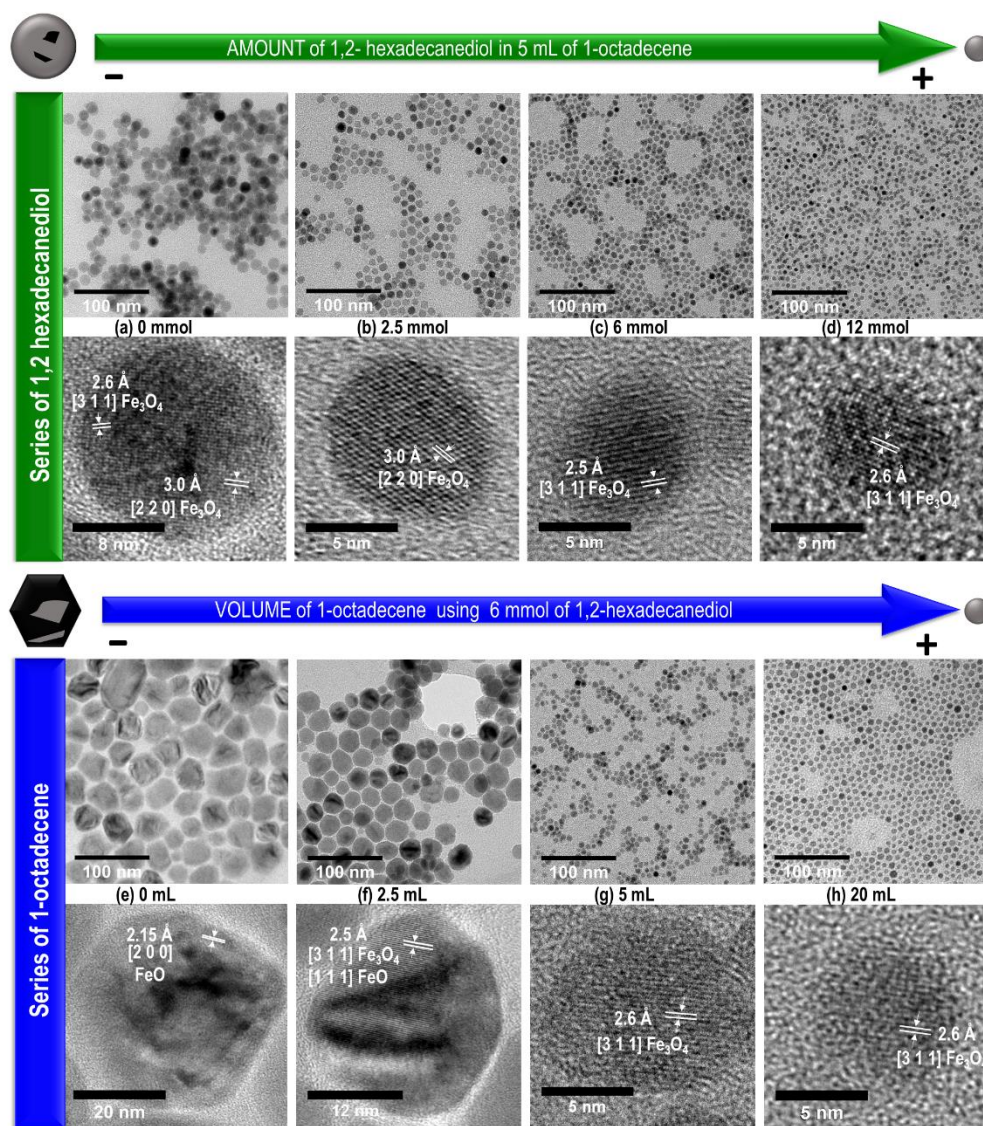 AMOUNT of 1,2- hexadecanediol in 5 mL of 1-octadecene
– +
Series of 1,2 hexadecanediol
100 nm 100 nm 100 nm 100 nm
(a) 0 mmol (b) 2.5 mmol (c) 6 mmol (d) 12 mmol
2.6 Å
[3 1 1] Fe₃O₄
3.0 Å
[2 2 0] Fe₃O₄
8 nm
3.0 Å
[2 2 0] Fe₃O₄
5 nm
2.5 Å
[3 1 1] Fe₃O₄
5 nm
2.6 Å
[3 1 1] Fe₃O₄
5 nm
VOLUME of 1-octadecene using 6 mmol of 1,2-hexadecanediol
– +
Series of 1-octadecene
100 nm 100 nm 100 nm 100 nm
(e) 0 mL (f) 2.5 mL (g) 5 mL (h) 20 mL
2.15 Å
[2 0 0]
FeO
20 nm
2.5 Å
[3 1 1] Fe₃O₄
[1 1 1] FeO
12 nm
2.6 Å
[3 1 1] Fe₃O₄
5 nm
2.6 Å
[3 1 1] Fe₃O
5 nm